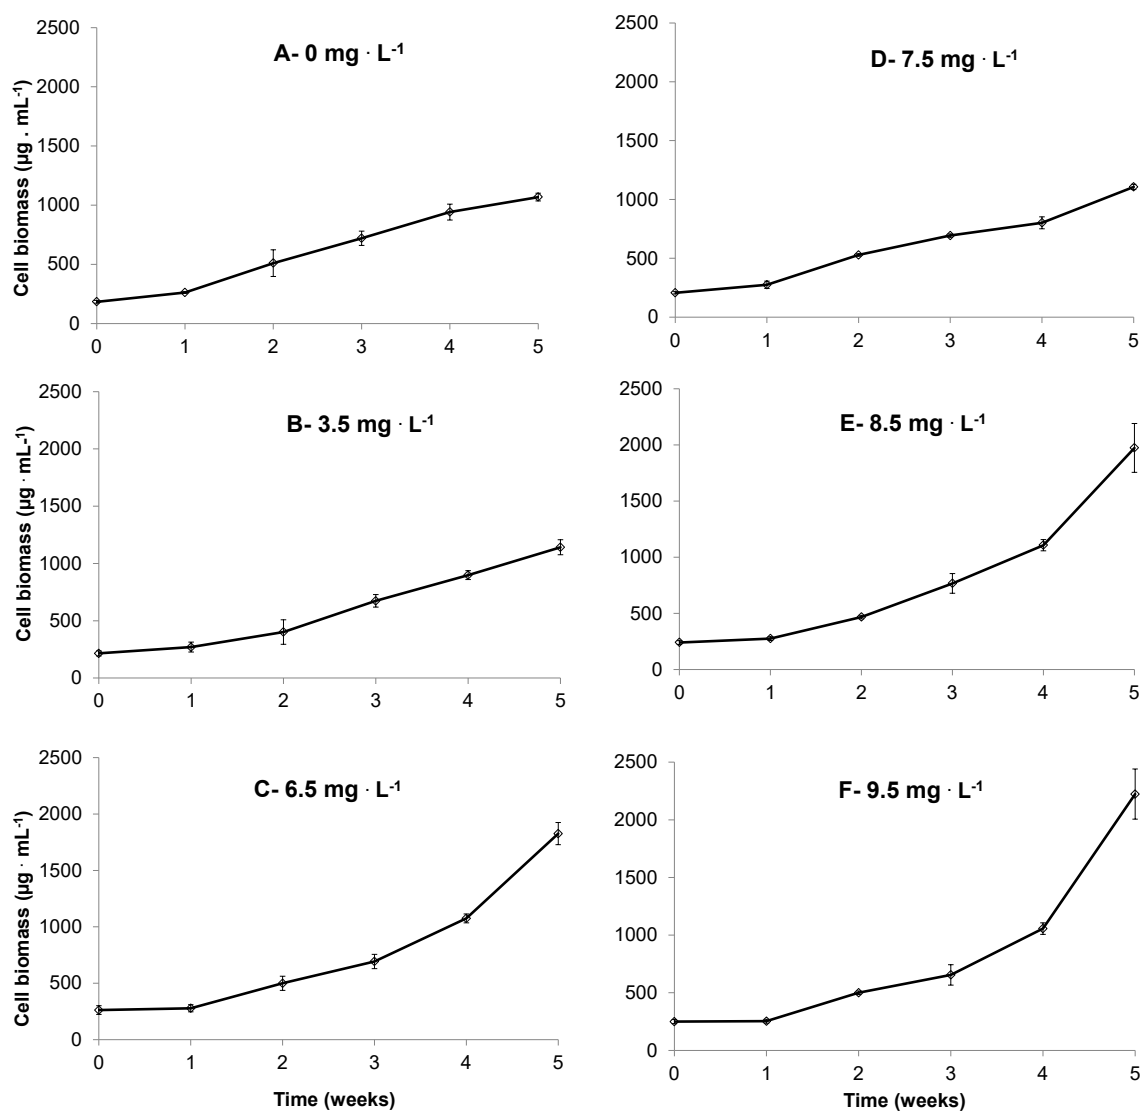 A- 0 mg · L-1
Cell biomass (µg . mL-1)
2500
2000
1500
1000
500
0
0 1 2 3 4 5
D- 7.5 mg · L-1
2500
2000
1500
1000
500
0
0 1 2 3 4 5
B- 3.5 mg · L-1
Cell biomass (µg · mL-1)
2500
2000
1500
1000
500
0
0 1 2 3 4 5
E- 8.5 mg · L-1
2500
2000
1500
1000
500
0
0 1 2 3 4 5
C- 6.5 mg · L-1
Cell biomass (µg · mL-1)
2500
2000
1500
1000
500
0
0 1 2 3 4 5
Time (weeks)
F- 9.5 mg · L-1
2500
2000
1500
1000
500
0
0 1 2 3 4 5
Time (weeks)